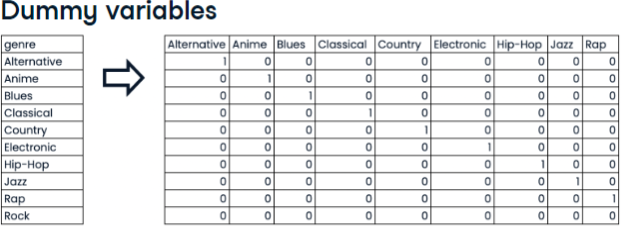 Dummy variables
genre
Alternative
Anime
Blues
Classical
Country
Electronic
Hip-Hop
Jazz
Rap
Rock
Alternative Anime Blues Classical Country Electronic Hip-Hop Jazz Rap
1 0 0 0 0 0 0 0 0
0 1 0 0 0 0 0 0 0
0 0 1 0 0 0 0 0 0
0 0 0 1 0 0 0 0 0
0 0 0 0 1 0 0 0 0
0 0 0 0 0 1 0 0 0
0 0 0 0 0 0 1 0 0
0 0 0 0 0 0 0 1 0
0 0 0 0 0 0 0 0 1
0 0 0 0 0 0 0 0 0